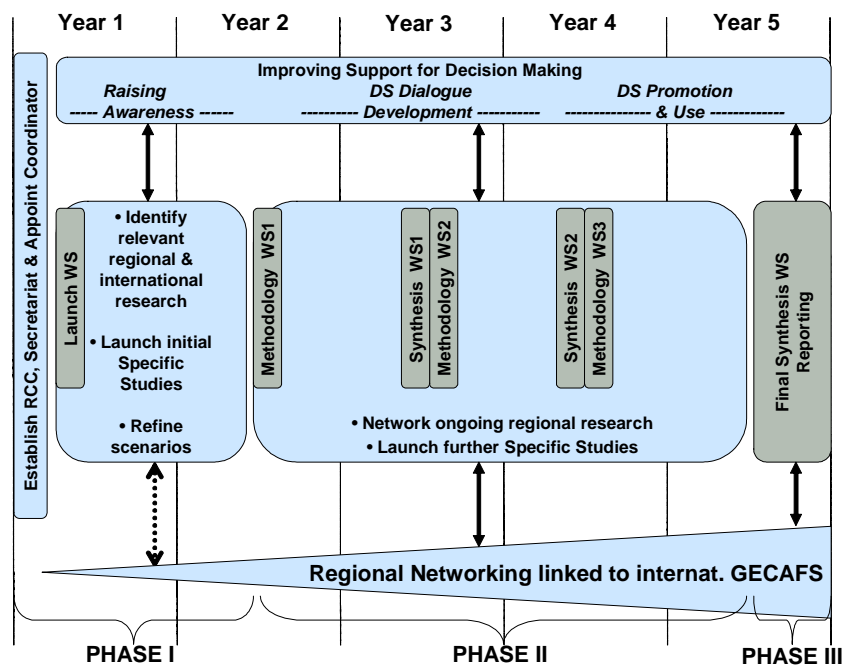 Year 1 Year 2 Year 3 Year 4 Year 5
Establish RCC, Secretariat & Appoint Coordinator
Improving Support for Decision Making
Raising DS Dialogue DS Promotion
----- Awareness ------ ---------- Development ----------- --------------- & Use --------------
Launch WS
• Identify
relevant
regional &
international
research
• Launch initial
Specific
Studies
• Refine
scenarios
Methodology WS1
Synthesis WS1
Methodology WS2
Synthesis WS2
Methodology WS3
• Network ongoing regional research
• Launch further Specific Studies
Final Synthesis WS
Reporting
Regional Networking linked to internat. GECAFS
PHASE I PHASE II PHASE III